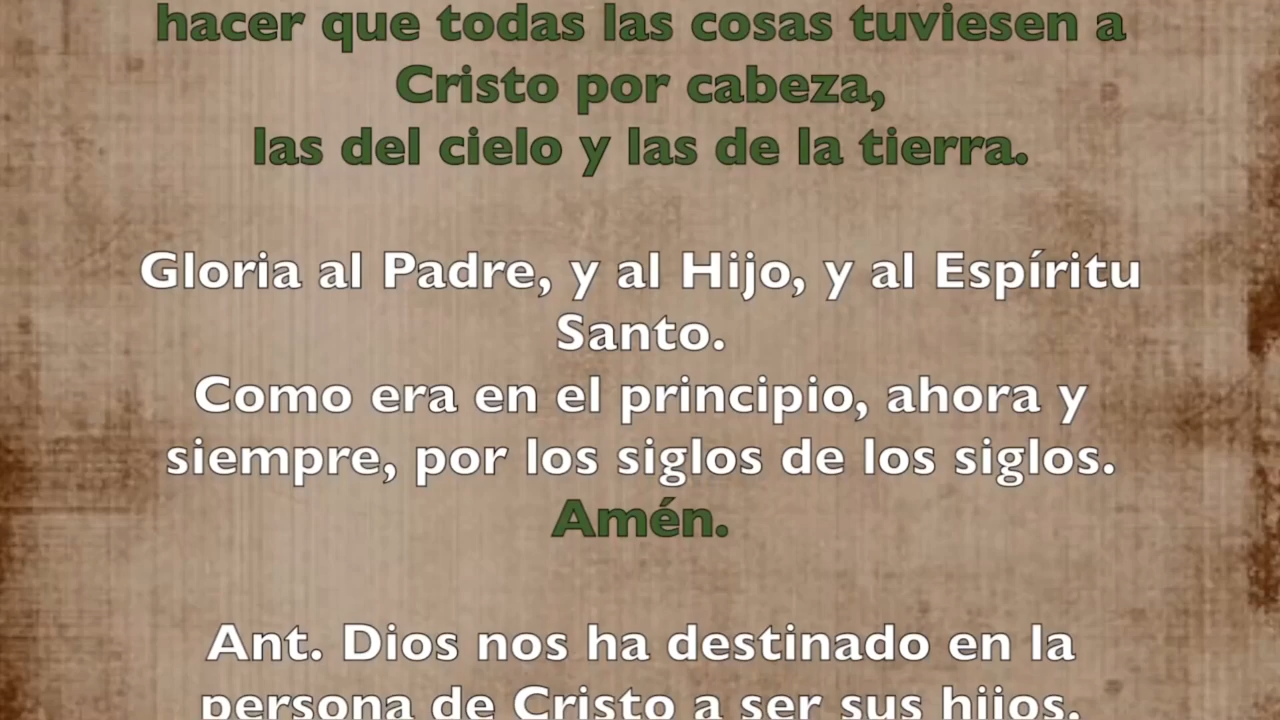 hacer que todas las cosas tuviesen a
Cristo por cabeza,
las del cielo y las de la tierra.
Gloria al Padre, y al Hijo, y al Espíritu
Santo.
Como era en el principio, ahora y
siempre, por los siglos de los siglos.
Amén.
Ant. Dios nos ha destinado en la
persona de Cristo a ser sus hijos.